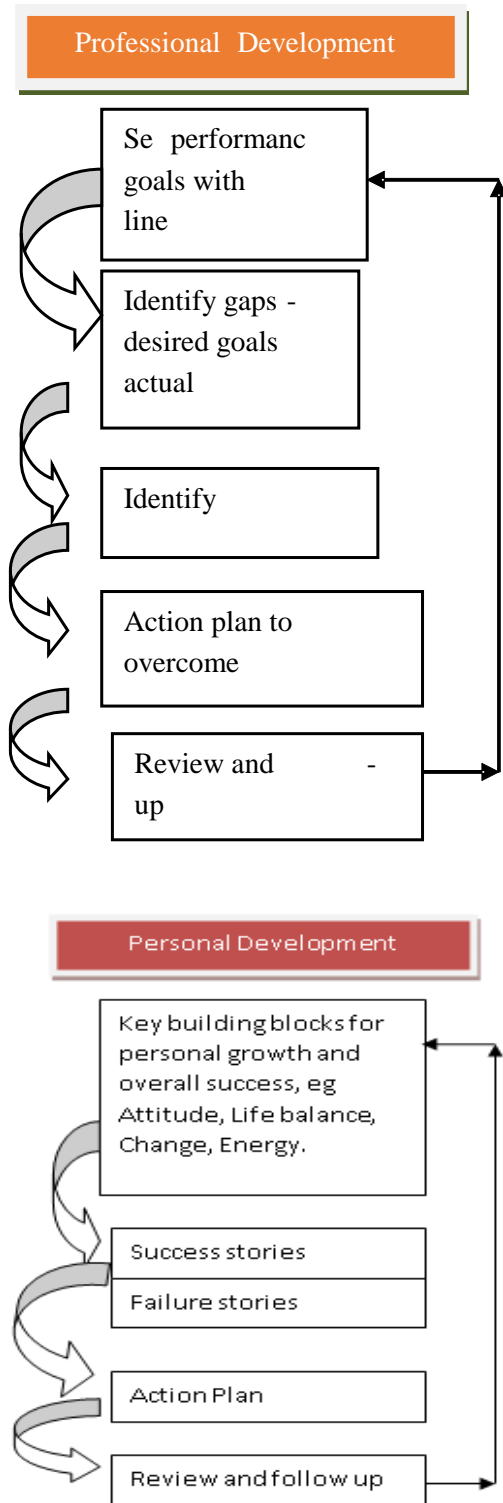 Professional Development
Se performanc
goals with
line
Identify gaps -
desired goals
actual
Identify
Action plan to
overcome
Review and -
up
Personal Development
Key building blocks for
personal growth and
overall success, eg
Attitude, Life balance,
Change, Energy.
Success stories
Failure stories
Action Plan
Review and follow up